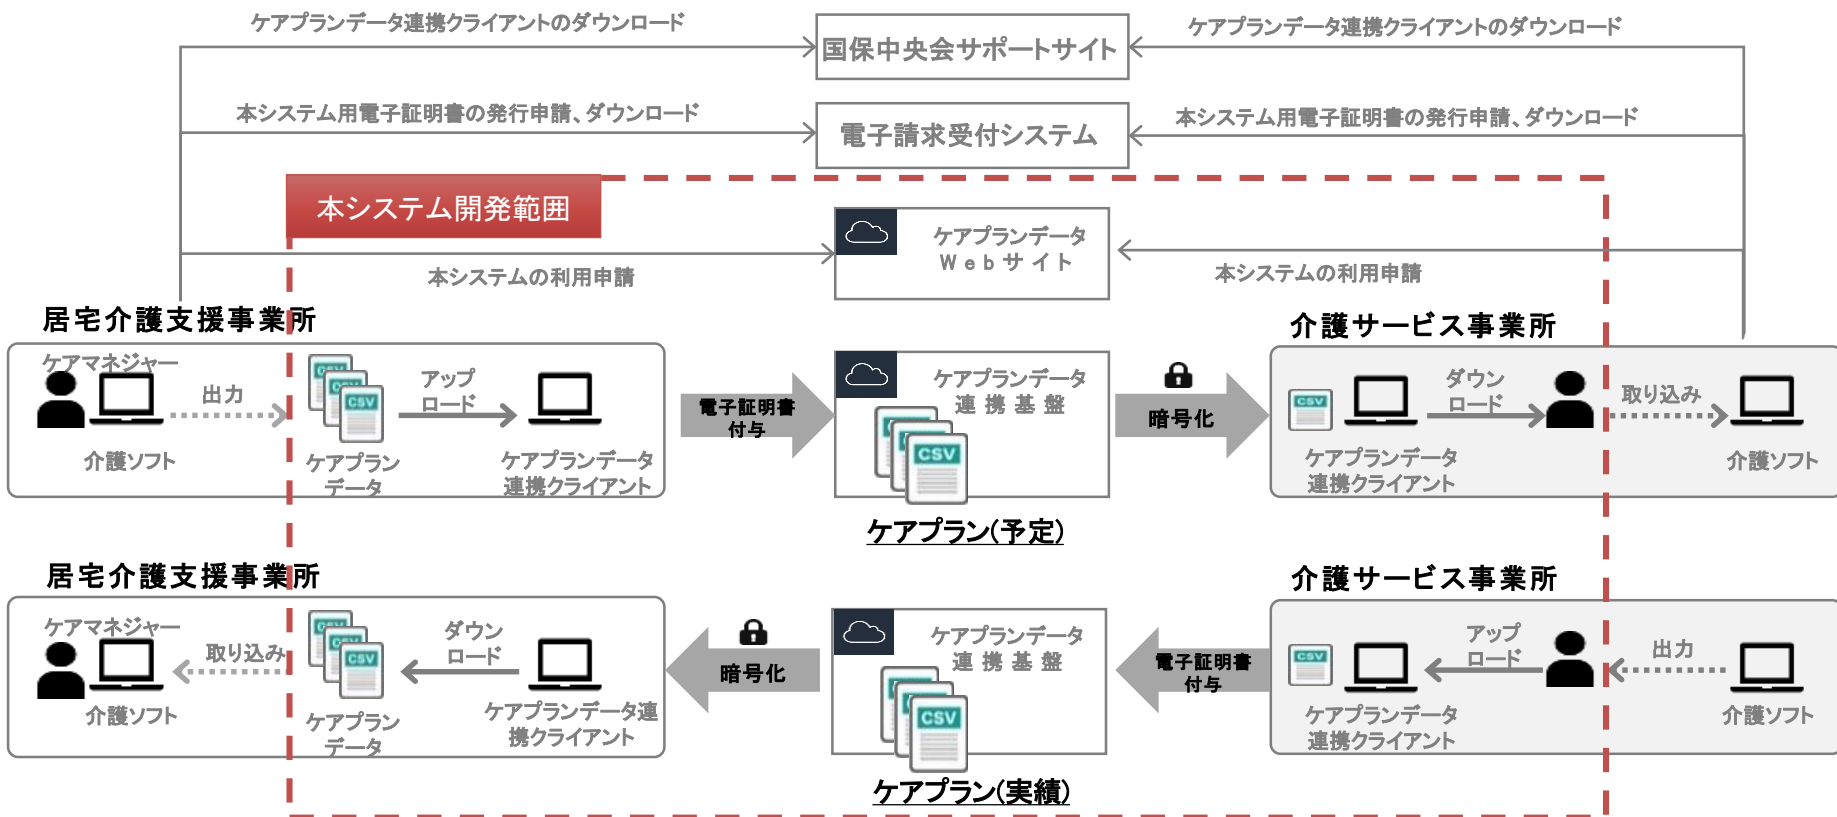 ケアプランデータ連携クライアントのダウンロード
国保中央会サポートサイト
ケアプランデータ連携クライアントのダウンロード
本システム用電子証明書の発行申請、ダウンロード
電子請求受付システム
本システム用電子証明書の発行申請、ダウンロード
本システム開発範囲
ケアプランデータ
Webサイト
本システムの利用申請
本システムの利用申請
居宅介護支援事業所
介護サービス事業所
ケアマネジャー
出力
介護ソフト
CSV
CSV
CSV
ケアプラン
データ
アップ
ロード
ケアプランデータ
連携クライアント
電子証明書
付与
ケアプランデータ
連携基盤
CSV
ケアプラン(予定)
暗号化
CSV
ケアプランデータ
連携クライアント
ダウン
ロード
取り込み
介護ソフト
居宅介護支援事業所
介護サービス事業所
ケアマネジャー
取り込み
介護ソフト
CSV
CSV
CSV
ケアプラン
データ
ダウン
ロード
ケアプランデータ連
携クライアント
暗号化
ケアプランデータ
連携基盤
CSV
ケアプラン(実績)
電子証明書
付与
CSV
ケアプランデータ
連携クライアント
アップ
ロード
出力
介護ソフト